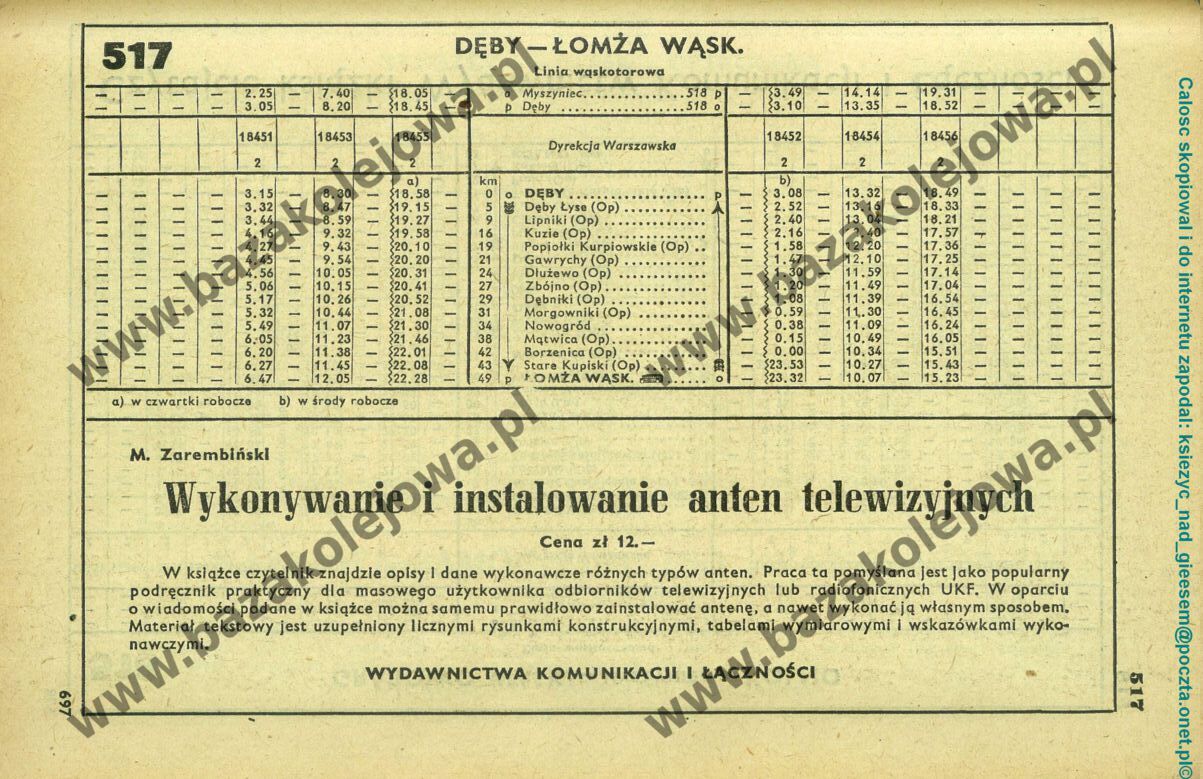 517
DĘBY — ŁOMŻA WĄSK.
Linia wąskotorowa
— — — — 2.25 — 7.40 — 18.05 — o Myszyniec 518 p — 3.49 — 14.14 — 19.31 — — — —
— — — — 3.05 — 8.20 — 18.45 — p Dęby 518 o — 3.10 — 13.35 — 18.52 — — — —
18451 18453 18455 Dyrekcja Warszawska 18452 18454 18456
2 2 2 2 2 2
a) km b)
— — — — 3.15 — 8.30 — 18.58 — 0 o DĘBY p — 3.08 — 13.32 — 18.49 — — — —
— — — — 3.32 — 8.47 — 19.15 — 5 Dęby Łyse (Op) — 2.52 — 13.16 — 18.33 — — — —
— — — — 3.44 — 8.59 — 19.27 — 9 Lipniki (Op) — 2.40 — 13.04 — 18.21 — — — —
— — — — 4.16 — 9.32 — 19.58 — 16 Kuzie (Op) — 2.16 — — 17.57 — — — —
— — — — 4.27 — 9.43 — 20.10 — 19 Popiołki Kurpiowskie (Op) — 1.58 — 12.20 — 17.36 — — — —
— — — — 4.45 — 9.54 — 20.20 — 21 Gawrychy (Op) — 1.47 — 12.10 — 17.25 — — — —
— — — — 4.56 — 10.05 — 20.31 — 24 Dłużewo (Op) — 1.30 — 11.59 — 17.14 — — — —
— — — — 5.06 — 10.15 — 20.41 — 27 Zbójno (Op) — 1.20 — 11.49 — 17.04 — — — —
— — — — 5.17 — 10.26 — 20.52 — 29 Dębniki (Op) — 1.08 — 11.39 — 16.54 — — — —
— — — — 5.32 — 10.44 — 21.08 — 31 Morgowniki (Op) — 0.59 — 11.30 — 16.45 — — — —
— — — — 5.49 — 11.07 — 21.30 — 34 Nowogród — 0.38 — 11.09 — 16.24 — — — —
— — — — 6.05 — 11.23 — 21.46 — 38 Mątwica (Op) — 0.15 — 10.49 — 16.05 — — — —
— — — — 6.20 — 11.38 — 22.01 — 42 Borzenica (Op) — 0.00 — 10.34 — 15.51 — — — —
— — — — 6.27 — 11.45 — 22.08 — 43 Stare Kupiski (Op) — 23.53 — 10.27 — 15.43 — — — —
— — — — 6.47 — 12.05 — 22.28 — 49 p ŁOMŻA WĄSK. o — 23.32 — 10.07 — 15.23 — — — —
a) w czwartki robocze b) w środy robocze
M. Zarembiński
Wykonywanie i instalowanie anten telewizyjnych
Cena zł 12.—
W książce czytelnik znajdzie opisy i dane wykonawcze różnych typów anten. Praca ta pomyślana jest jako popularny
podręcznik praktyczny dla masowego użytkownika odbiorników telewizyjnych lub radiofonicznych UKF. W oparciu
o wiadomości podane w książce można samemu prawidłowo zainstalować antenę, a nawet wykonać ją własnym sposobem.
Materiał tekstowy jest uzupełniony licznymi rysunkami konstrukcyjnymi, tabelami wymiarowymi i wskazówkami wyko-
nawczymi.
WYDAWNICTWA KOMUNIKACJI I ŁĄCZNOŚCI
697
517
Calosc skopiowal i do internetu zapodal: ksiezyc_nad_gieesem@poczta.onet.pl©
www.bazakolejowa.pl
www.bazakolejowa.pl
www.bazakolejowa.pl
www.bazakolejowa.pl